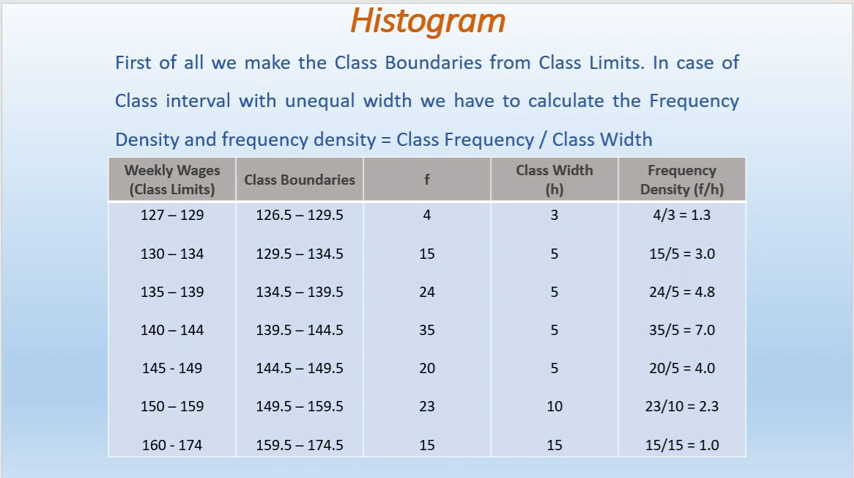 Histogram
First of all we make the Class Boundaries from Class Limits. In case of
Class interval with unequal width we have to calculate the Frequency
Density and frequency density = Class Frequency / Class Width
Weekly Wages (Class Limits) Class Boundaries f Class Width (h) Frequency Density (f/h)
127 – 129 126.5 – 129.5 4 3 4/3 = 1.3
130 – 134 129.5 – 134.5 15 5 15/5 = 3.0
135 – 139 134.5 – 139.5 24 5 24/5 = 4.8
140 – 144 139.5 – 144.5 35 5 35/5 = 7.0
145 - 149 144.5 – 149.5 20 5 20/5 = 4.0
150 – 159 149.5 – 159.5 23 10 23/10 = 2.3
160 - 174 159.5 – 174.5 15 15 15/15 = 1.0